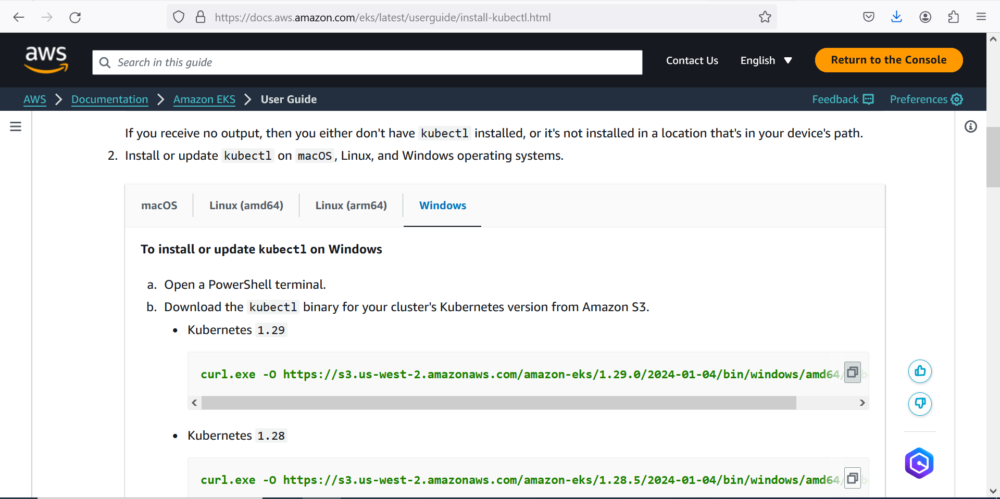 https://docs.aws.amazon.com/eks/latest/userguide/install-kubectl.html
aws
Search in this guide
Contact Us
English
Return to the Console
AWS > Documentation > Amazon EKS > User Guide
Feedback
Preferences
If you receive no output, then you either don't have kubectl installed, or it's not installed in a location that's in your device's path.
2. Install or update kubectl on macOS, Linux, and Windows operating systems.
macOS
Linux (amd64)
Linux (arm64)
Windows
To install or update kubectl on Windows
a. Open a PowerShell terminal.
b. Download the kubectl binary for your cluster's Kubernetes version from Amazon S3.
• Kubernetes 1.29
curl.exe -O https://s3.us-west-2.amazonaws.com/amazon-eks/1.29.0/2024-01-04/bin/windows/amd64/
• Kubernetes 1.28
curl.exe -O https://s3.us-west-2.amazonaws.com/amazon-eks/1.28.5/2024-01-04/bin/windows/amd64/